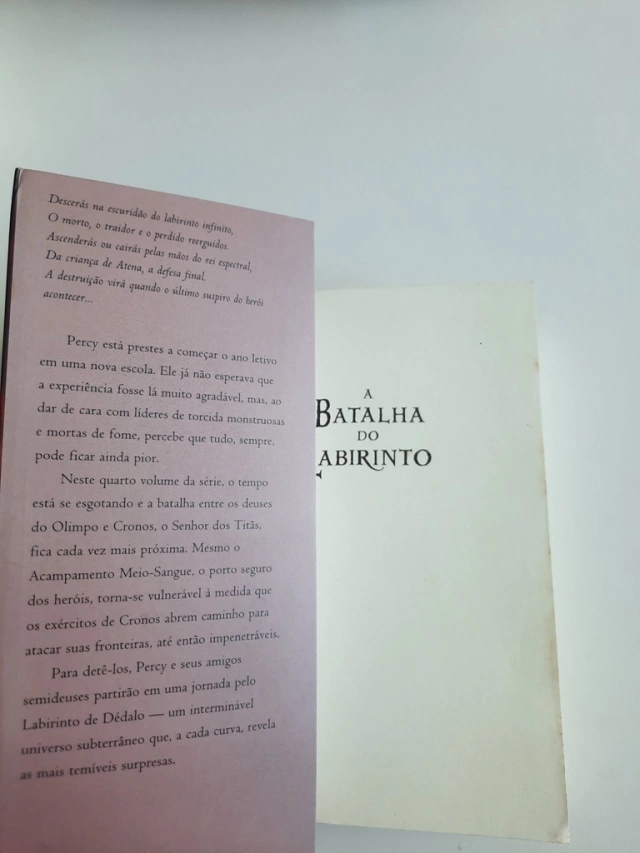 Descerás na escuridão do labirinto infinito,
O morto, o traidor e o perdido reerguidos.
Ascenderás ou cairás pelas mãos do rei espectral,
Da criança de Atena, a defesa final.
A destruição virá quando o último suspiro do herói
acontecer...
Percy está prestes a começar o ano letivo
em uma nova escola. Ele já não esperava que
a experiência fosse lá muito agradável, mas, ao
dar de cara com líderes de torcida monstruosas
e mortas de fome, percebe que tudo, sempre,
pode ficar ainda pior.
Neste quarto volume da série, o tempo
está se esgotando e a batalha entre os deuses
do Olimpo e Cronos, o Senhor dos Titãs,
fica cada vez mais próxima. Mesmo o
Acampamento Meio-Sangue, o porto seguro
dos heróis, torna-se vulnerável à medida que
os exércitos de Cronos abrem caminho para
atacar suas fronteiras, até então impenetráveis.
Para detê-los, Percy e seus amigos
semideuses partirão em uma jornada pelo
Labirinto de Dédalo — um interminável
universo subterrâneo que, a cada curva, revela
as mais temíveis surpresas.
A
BATALHA
DO
LABIRINTO